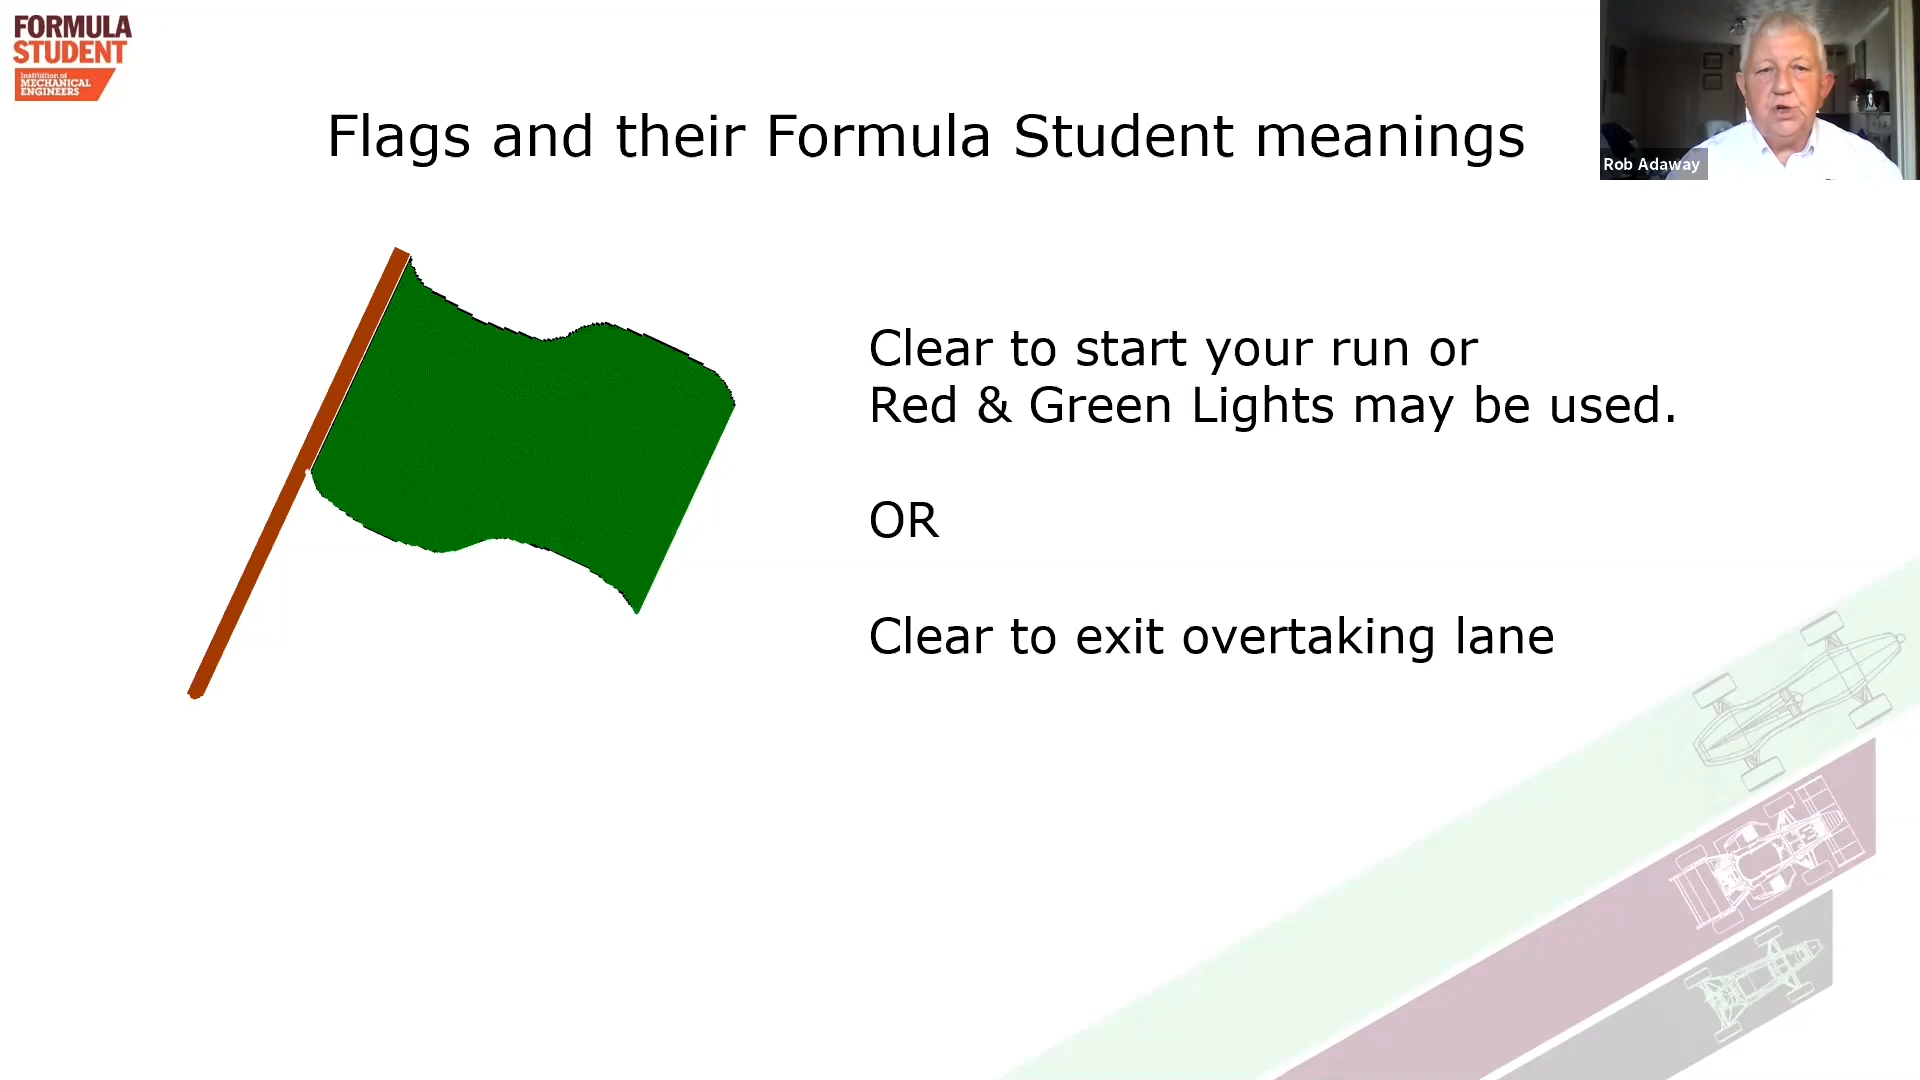 FORMULA
STUDENT
Institution of
MECHANICAL
ENGINEERS
Rob Adaway
Flags and their Formula Student meanings
Clear to start your run or
Red & Green Lights may be used.
OR
Clear to exit overtaking lane